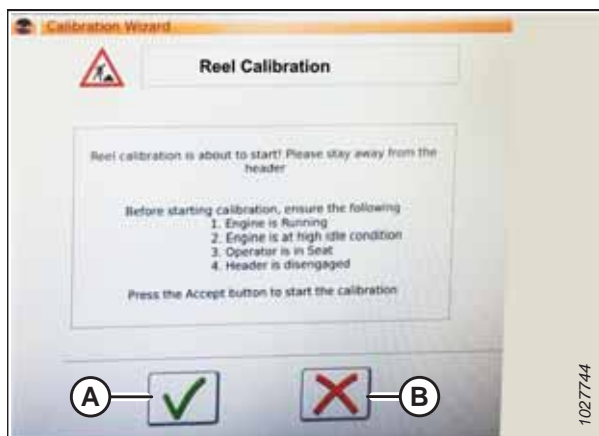 Calibration Wizard
Reel Calibration
Reel calibration is about to start! Please stay away from the
header
Before starting calibration, ensure the following
1. Engine is Running
2. Engine is at high idle condition
3. Operator is in Seat
4. Header is disengaged
Press the Accept button to start the calibration
A
B
1027744